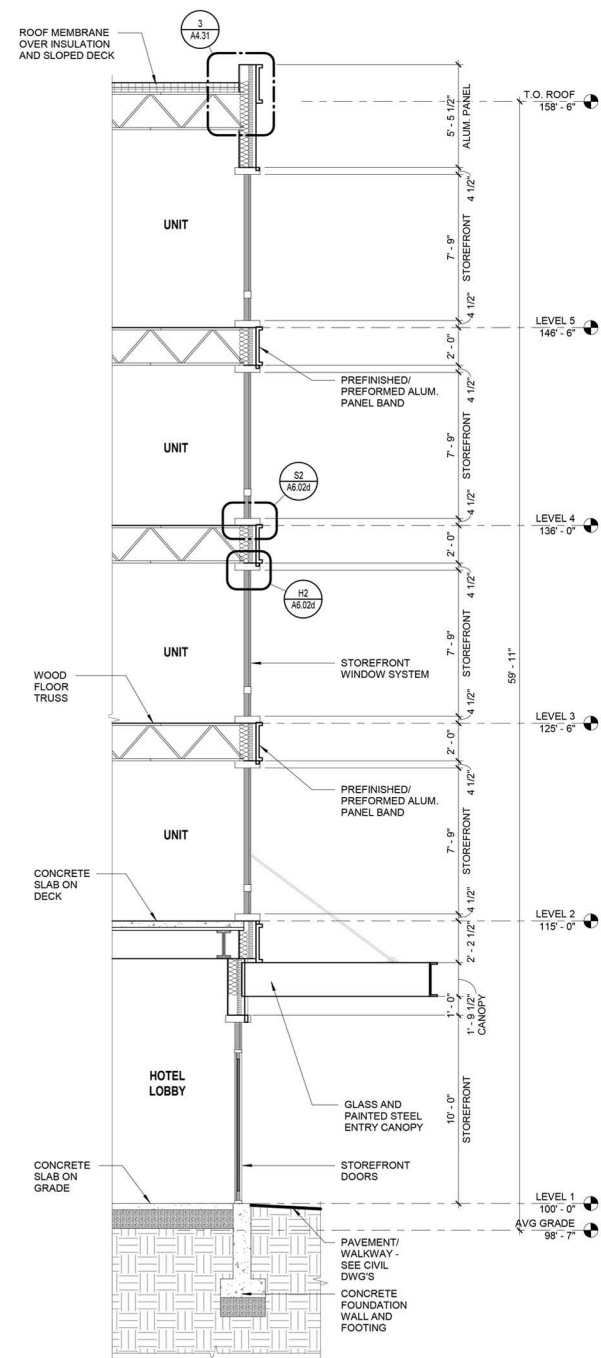 3
A4.31
ROOF MEMBRANE
OVER INSULATION
AND SLOPED DECK
T.O. ROOF
158' - 6"
5' - 5 1/2"
ALUM. PANEL
4 1/2"
UNIT
7' - 9"
STOREFRONT
4 1/2"
LEVEL 5
146' - 6"
2' - 0"
PREFINISHED/
PREFORMED ALUM.
PANEL BAND
4 1/2"
UNIT
7' - 9"
STOREFRONT
S2
A6.02d
4 1/2"
LEVEL 4
136' - 0"
2' - 0"
H2
A6.02d
4 1/2"
UNIT
7' - 9"
STOREFRONT
STOREFRONT
WINDOW SYSTEM
59' - 11"
WOOD
FLOOR
TRUSS
4 1/2"
LEVEL 3
125' - 6"
2' - 0"
PREFINISHED/
PREFORMED ALUM.
PANEL BAND
4 1/2"
UNIT
7' - 9"
STOREFRONT
CONCRETE
SLAB ON
DECK
4 1/2"
LEVEL 2
115' - 0"
2' - 2 1/2"
1' - 0"
1' - 9 1/2"
CANOPY
HOTEL
LOBBY
GLASS AND
PAINTED STEEL
ENTRY CANOPY
10' - 0"
STOREFRONT
CONCRETE
SLAB ON
GRADE
STOREFRONT
DOORS
LEVEL 1
100' - 0"
AVG GRADE
98' - 7"
PAVEMENT/
WALKWAY -
SEE CIVIL
DWG'S
CONCRETE
FOUNDATION
WALL AND
FOOTING